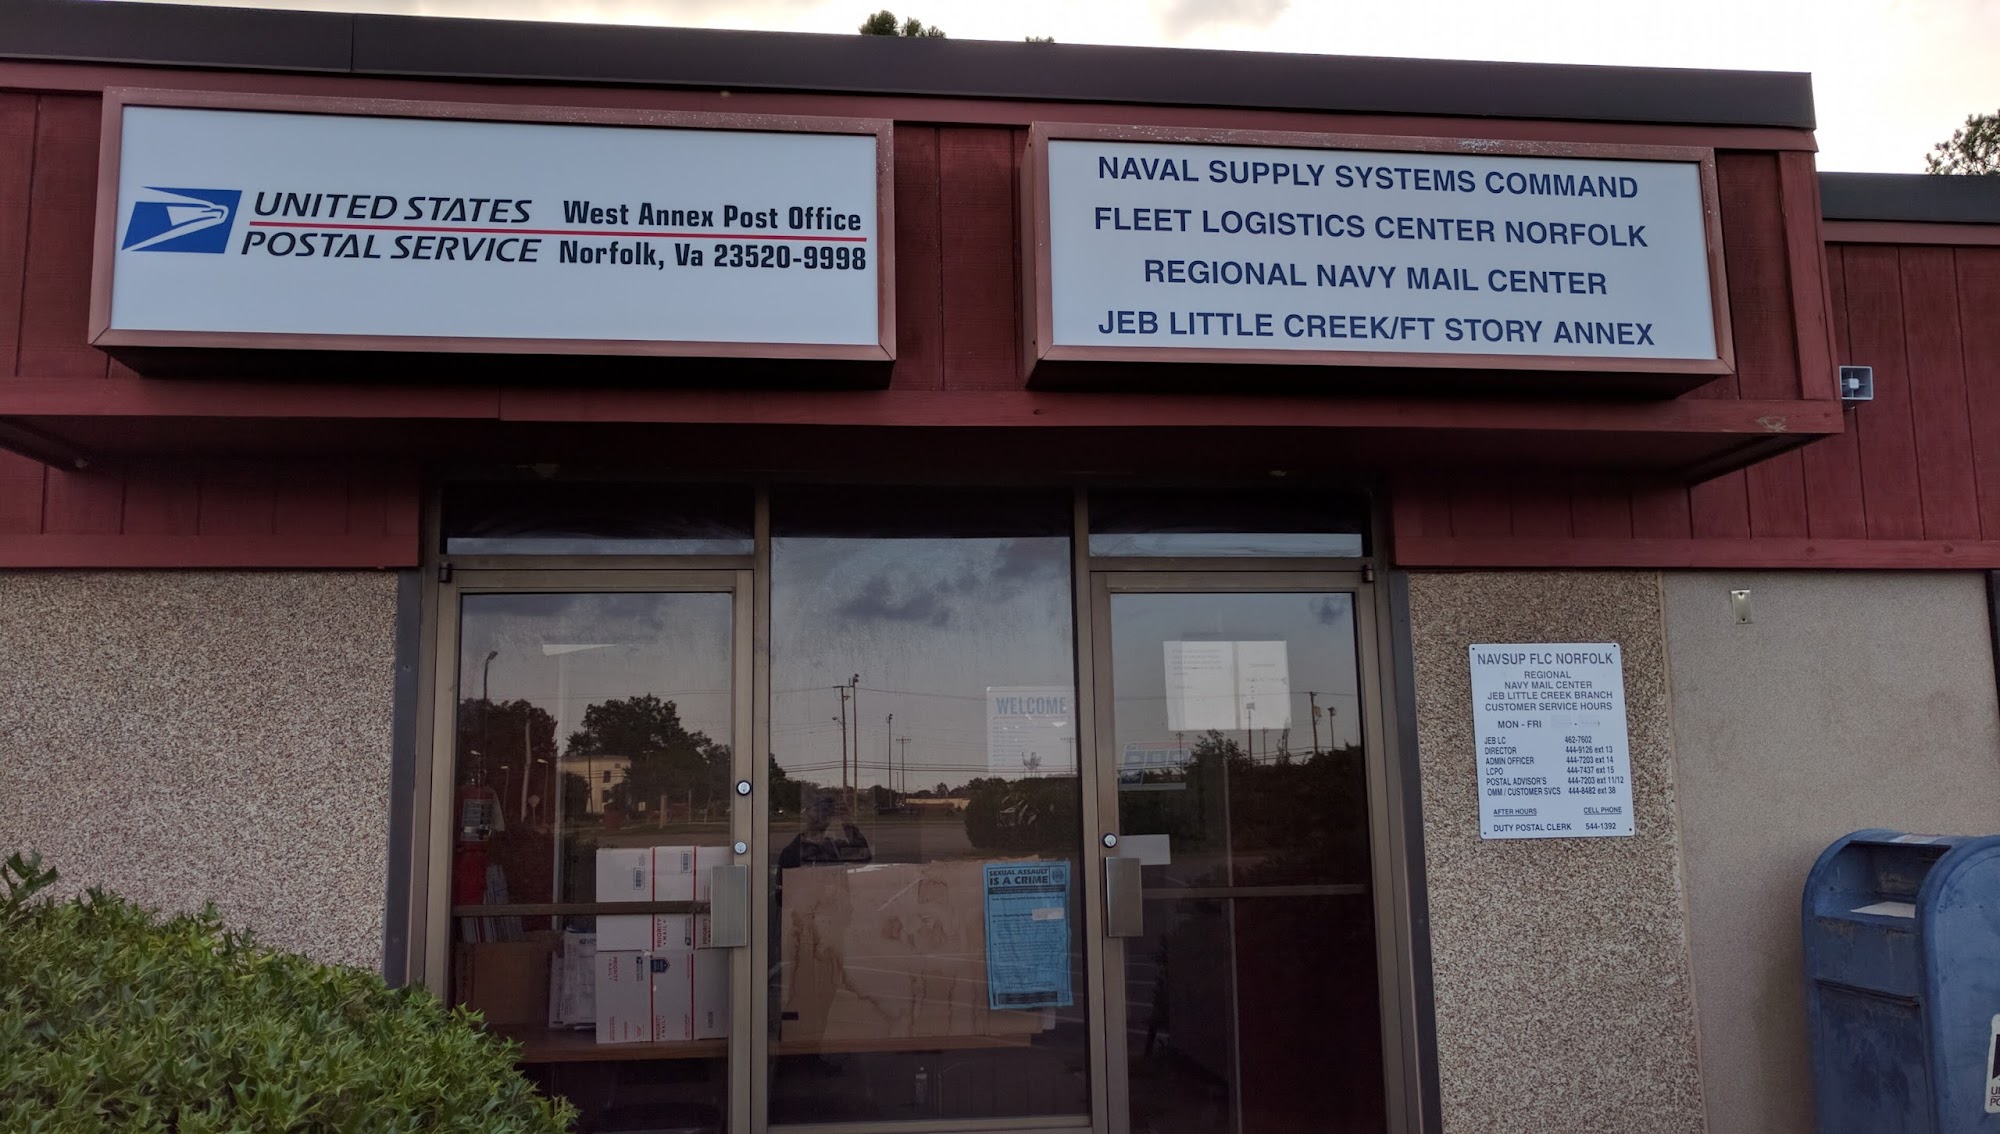 UNITED STATES
POSTAL SERVICE
West Annex Post Office
Norfolk, Va 23520-9998
NAVAL SUPPLY SYSTEMS COMMAND
FLEET LOGISTICS CENTER NORFOLK
REGIONAL NAVY MAIL CENTER
JEB LITTLE CREEK/FT STORY ANNEX
WELCOME
SEXUAL ASSAULT
IS A CRIME
PRIORITY
MAIL
NAVSUP FLC NORFOLK
REGIONAL
NAVY MAIL CENTER
JEB LITTLE CREEK BRANCH
CUSTOMER SERVICE HOURS
MON - FRI
JEB LC 462-7602
DIRECTOR 444-9126 ext 13
ADMIN OFFICER 444-7203 ext 14
LCPO 444-7437 ext 15
POSTAL ADVISOR'S 444-7203 ext 11/12
OMM / CUSTOMER SVCS 444-8482 ext 38
AFTER HOURS CELL PHONE
DUTY POSTAL CLERK 544-1392